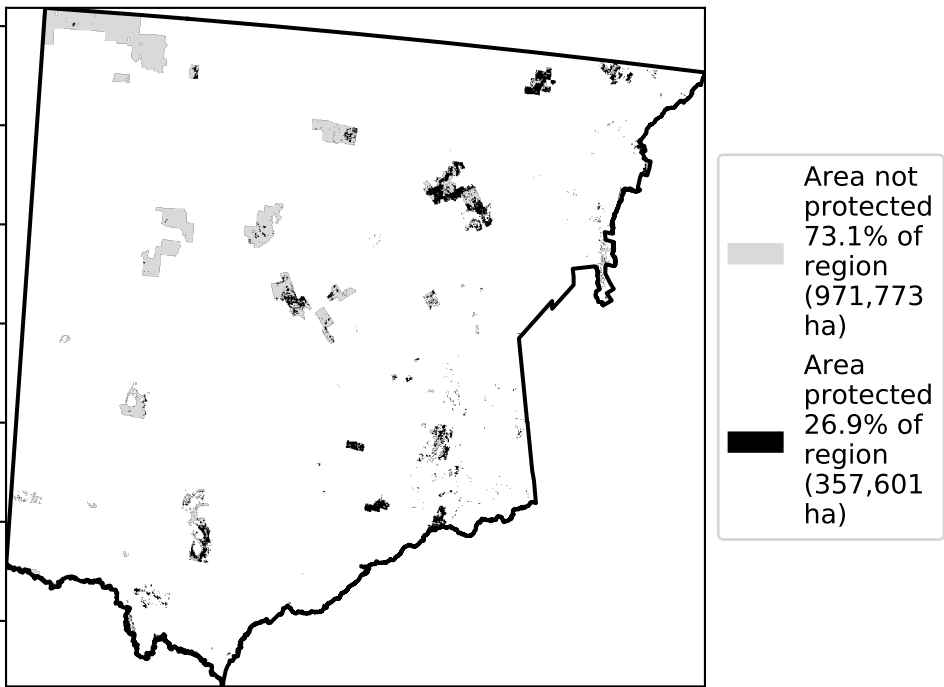 Area not
protected
73.1% of
region
(971,773
ha)
Area
protected
26.9% of
region
(357,601
ha)